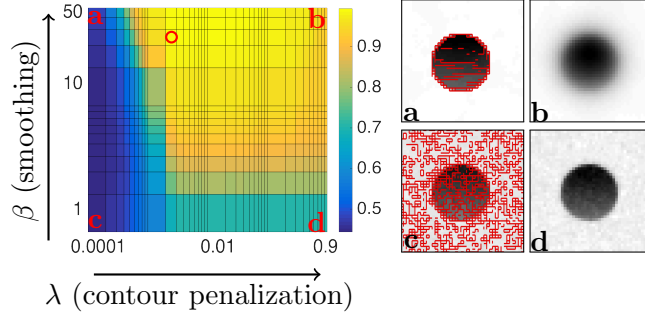 50
10
1
β (smoothing)
a
b
c
d
0.0001
0.01
0.9
λ (contour penalization)
0.9
0.8
0.7
0.6
0.5
a
b
c
d